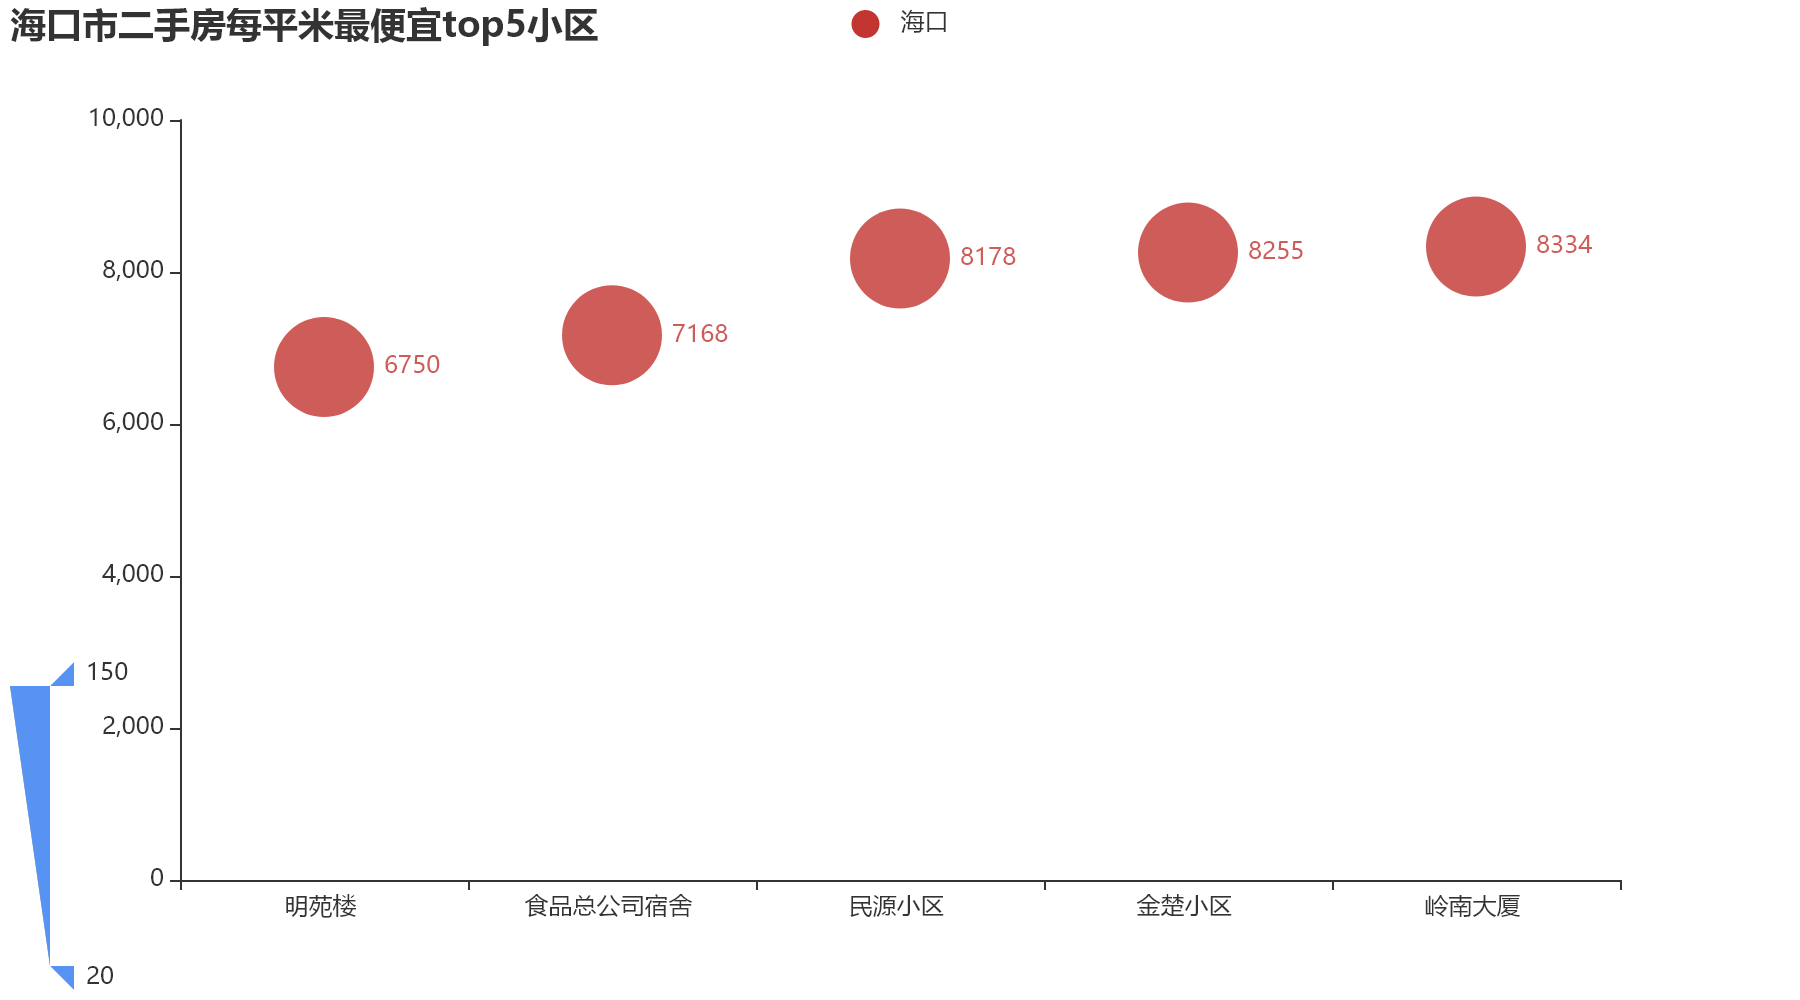 海口市二手房每平米最便宜top5小区
海口
10,000
8,000
6,000
4,000
2,000
0
6750
7168
8178
8255
8334
明苑楼
食品总公司宿舍
民源小区
金楚小区
岭南大厦
150
20